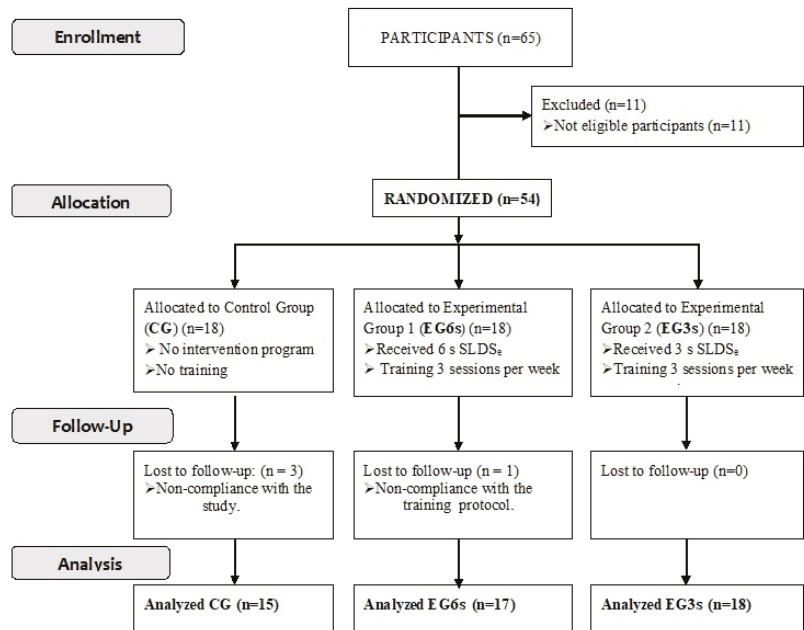 Enrollment
PARTICIPANTS (n=65)
Excluded (n=11)
➢Not eligible participants (n=11)
Allocation
RANDOMIZED (n=54)
Allocated to Control Group
(CG) (n=18)
➢ No intervention program
➢No training
Allocated to Experimental
Group 1 (EG6s) (n=18)
➢Received 6 s SLDSₑ
➢ Training 3 sessions per week
Allocated to Experimental
Group 2 (EG3s) (n=18)
➢Received 3 s SLDSₑ
➢Training 3 sessions per week
Follow-Up
Lost to follow-up: (n = 3)
➢Non-compliance with the
study.
Lost to follow-up (n = 1)
➢Non-compliance with the
training protocol.
Lost to follow-up (n=0)
Analysis
Analyzed CG (n=15)
Analyzed EG6s (n=17)
Analyzed EG3s (n=18)